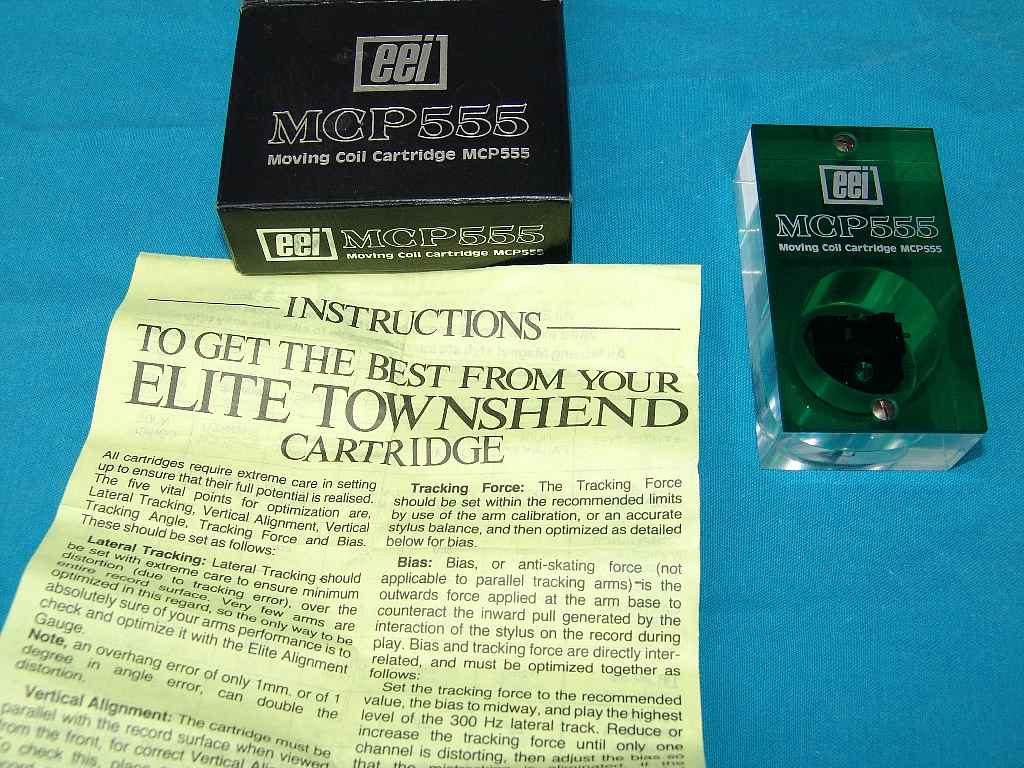 eei
MCP555
Moving Coil Cartridge MCP555
eei MCP555
Moving Coil Cartridge MCP555
eei
MCP555
Moving Coil Cartridge MCP555
INSTRUCTIONS
TO GET THE BEST FROM YOUR
ELITE TOWNSHEND
CARTRIDGE
All cartridges require extreme care in setting
up to ensure that their full potential is realised.
The five vital points for optimization are,
Lateral Tracking, Vertical Alignment, Vertical
Tracking Angle, Tracking Force and Bias.
These should be set as follows:
Lateral Tracking: Lateral Tracking should
be set with extreme care to ensure minimum
distortion (due to tracking error), over the
entire record surface. Very few arms are
optimized in this regard, so the only way to be
absolutely sure of your arms performance is to
check and optimize it with the Elite Alignment
Gauge.
Note, an overhang error of only 1mm. or of 1
degree in angle error, can double the
distortion.
Vertical Alignment: The cartridge must be
parallel with the record surface when viewed
from the front, for correct Vertical
to check this,
Tracking Force: The Tracking Force
should be set within the recommended limits
by use of the arm calibration, or an accurate
stylus balance, and then optimized as detailed
below for bias.
Bias: Bias, or anti-skating force (not
applicable to parallel tracking arms) is the
outwards force applied at the arm base to
counteract the inward pull generated by the
interaction of the stylus on the record during
play. Bias and tracking force are directly inter-
related, and must be optimized together as
follows:
Set the tracking force to the recommended
value, the bias to midway, and play the highest
level of the 300 Hz lateral track. Reduce or
increase the tracking force until only one
channel is distorting, then adjust the bias so
that the mistracking is eliminated. If the